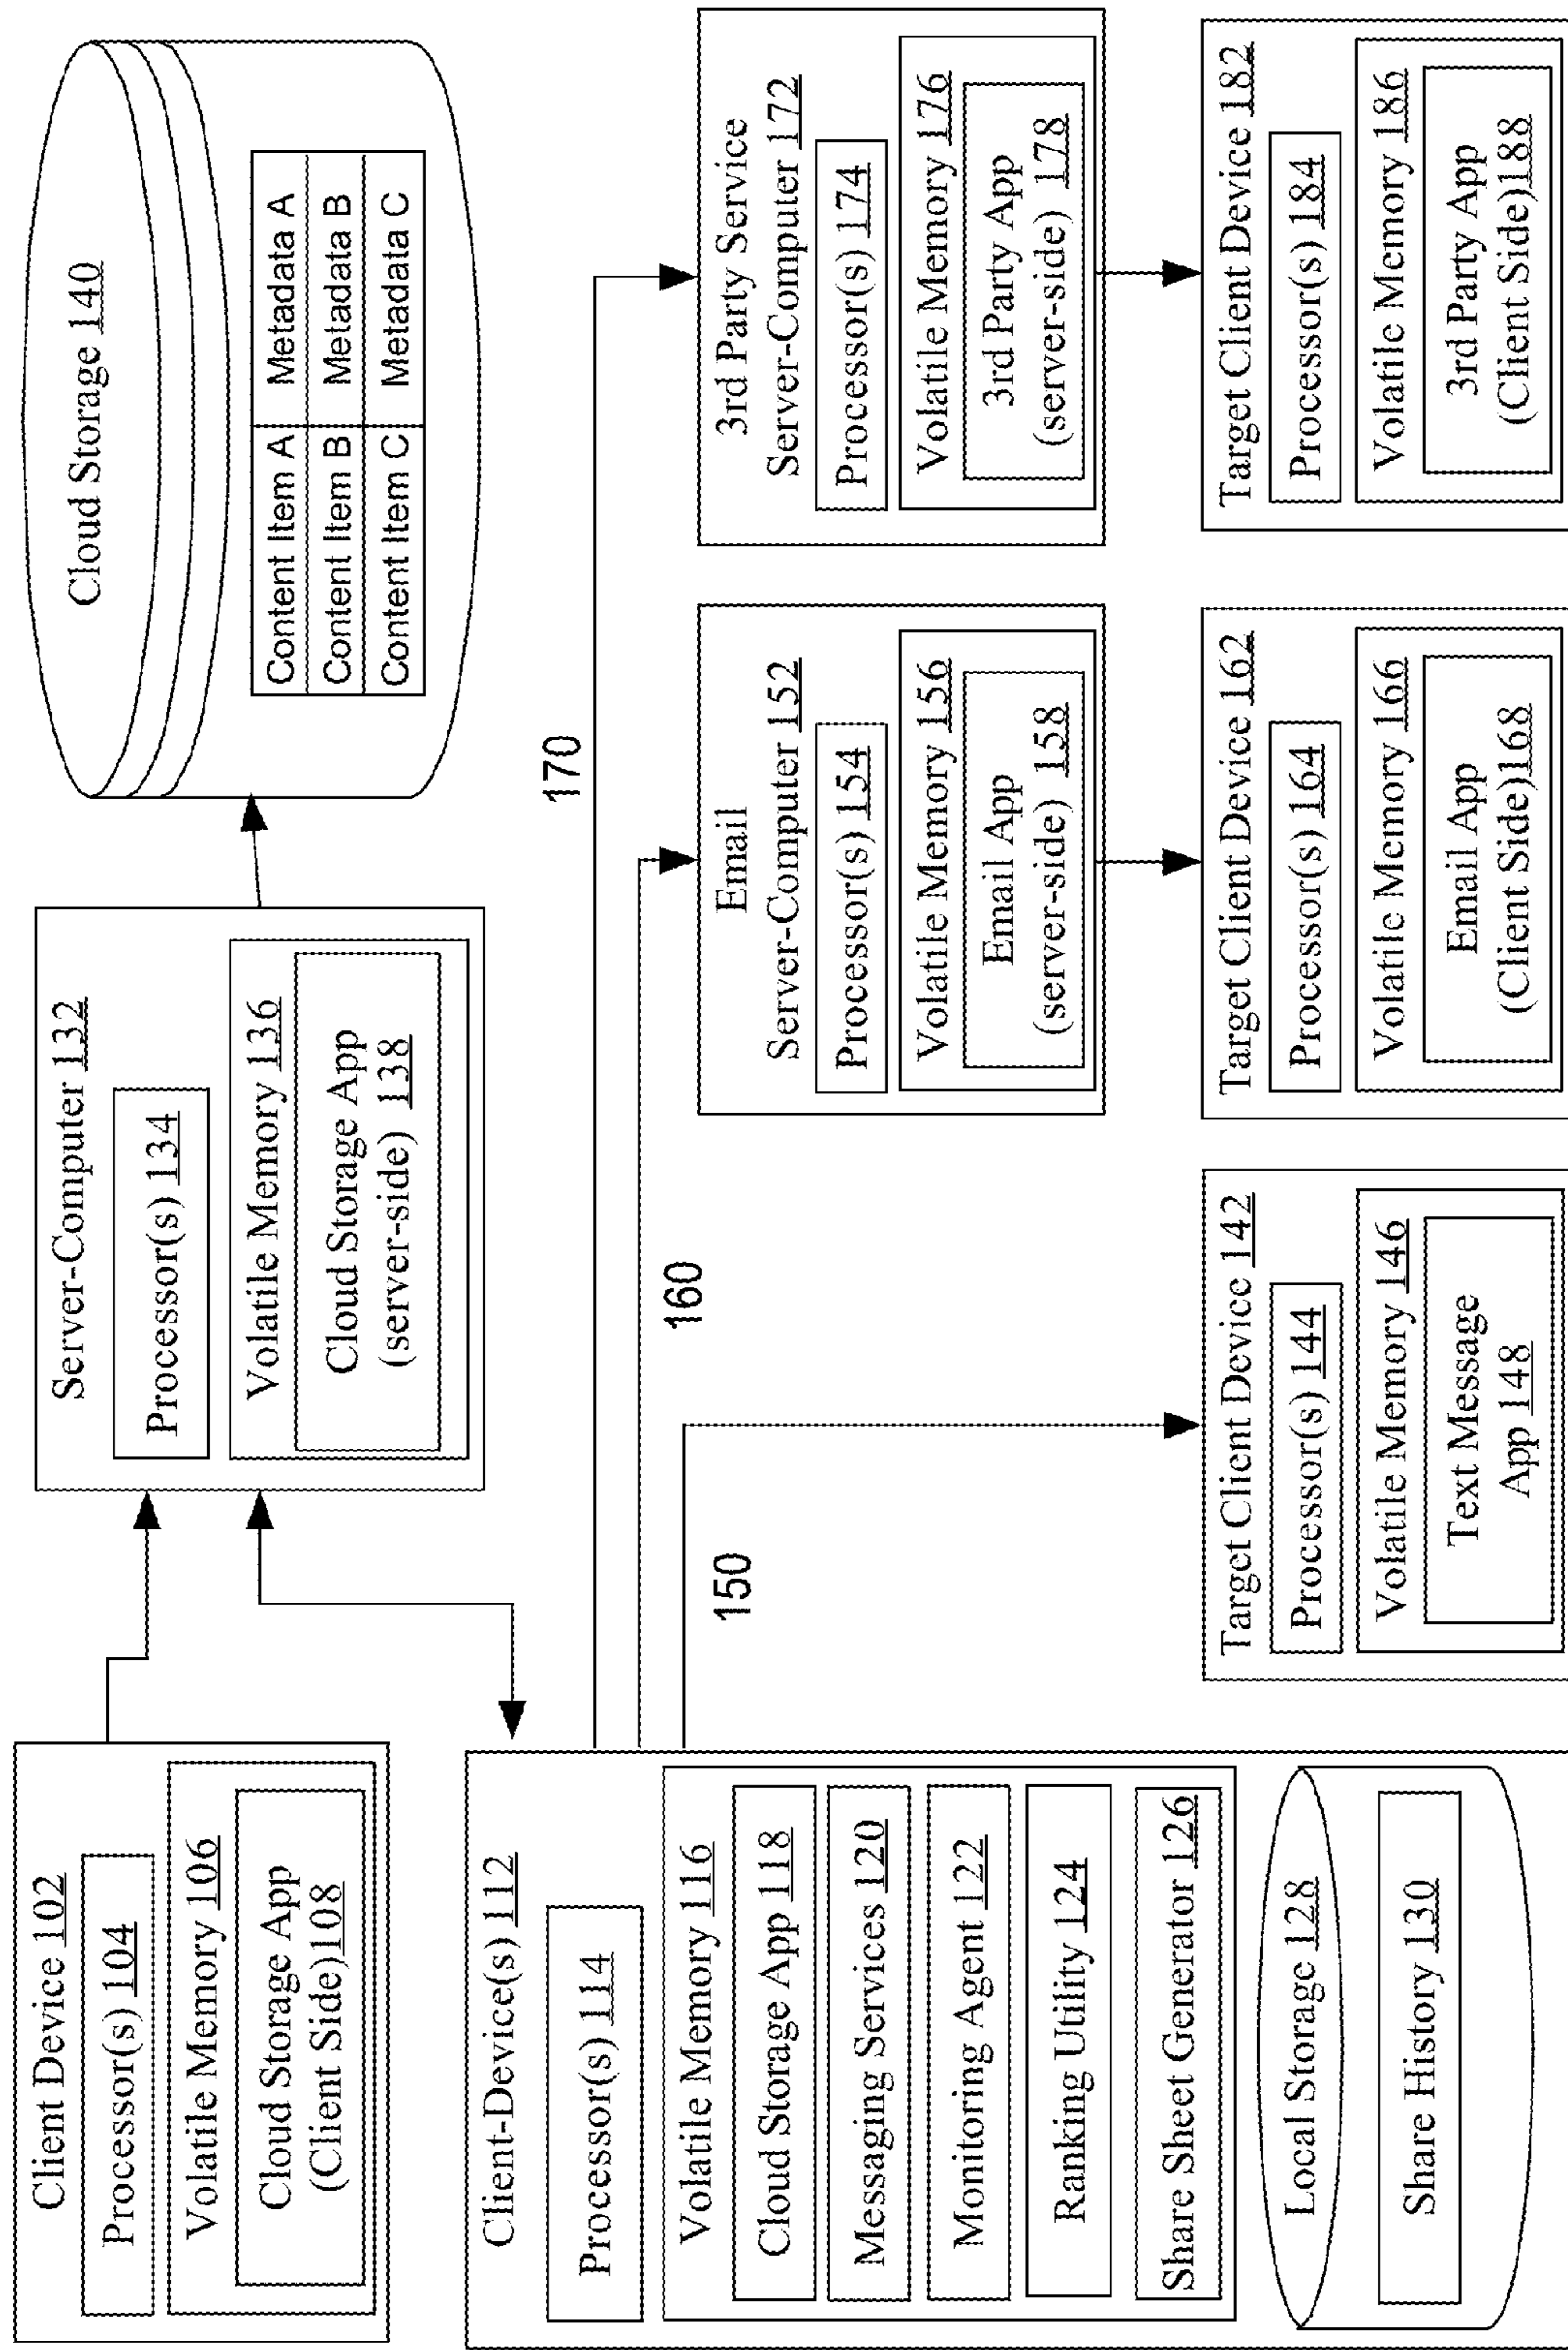 Client Device 102
Processor(s) 104
Volatile Memory 106
Cloud Storage App
(Client Side)108
Server-Computer 132
Processor(s) 134
Volatile Memory 136
Cloud Storage App
(server-side) 138
Cloud Storage 140
Content Item A Metadata A
Content Item B Metadata B
Content Item C Metadata C
Client-Device(s) 112
Processor(s) 114
Volatile Memory 116
Cloud Storage App 118
Messaging Services 120
Monitoring Agent 122
Ranking Utility 124
Share Sheet Generator 126
Local Storage 128
Share History 130
170
160
150
Email
Server-Computer 152
Processor(s) 154
Volatile Memory 156
Email App
(server-side) 158
3rd Party Service
Server-Computer 172
Processor(s) 174
Volatile Memory 176
3rd Party App
(server-side) 178
Target Client Device 142
Processor(s) 144
Volatile Memory 146
Text Message
App 148
Target Client Device 162
Processor(s) 164
Volatile Memory 166
Email App
(Client Side)168
Target Client Device 182
Processor(s) 184
Volatile Memory 186
3rd Party App
(Client Side)188